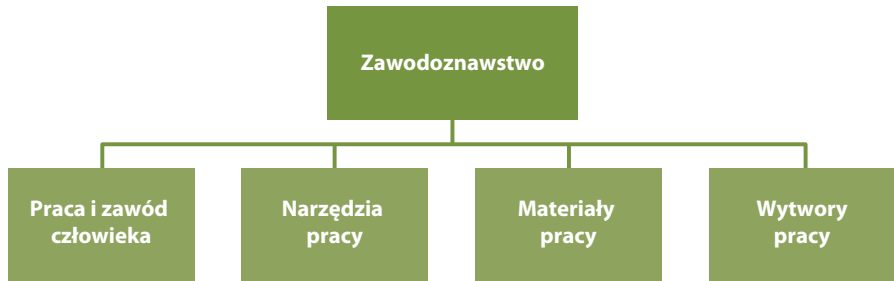 Zawodoznawstwo
Praca i zawód
człowieka
Narzędzia
pracy
Materiały
pracy
Wytwory
pracy